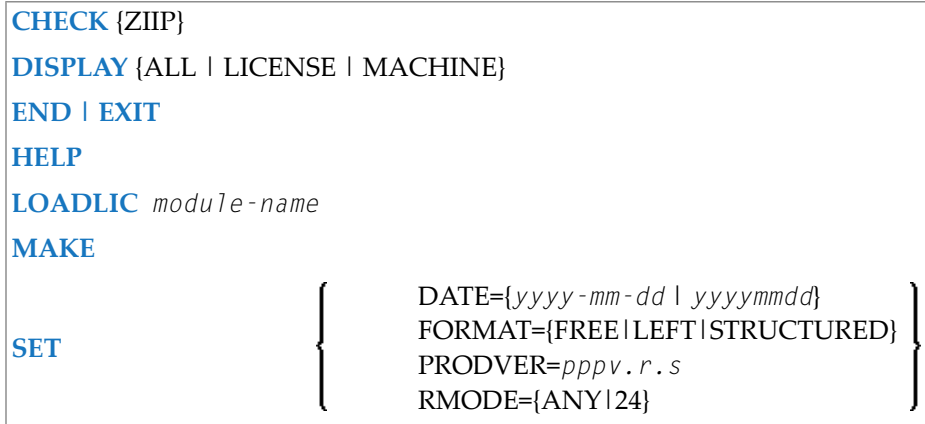 CHECK {ZIIP}
DISPLAY {ALL | LICENSE | MACHINE}
END | EXIT
HELP
LOADLIC module-name
MAKE
SET
DATE={yyyy-mm-dd | yyyymmdd}
FORMAT={FREE|LEFT|STRUCTURED}
PRODVER=pppv.r.s
RMODE={ANY|24}